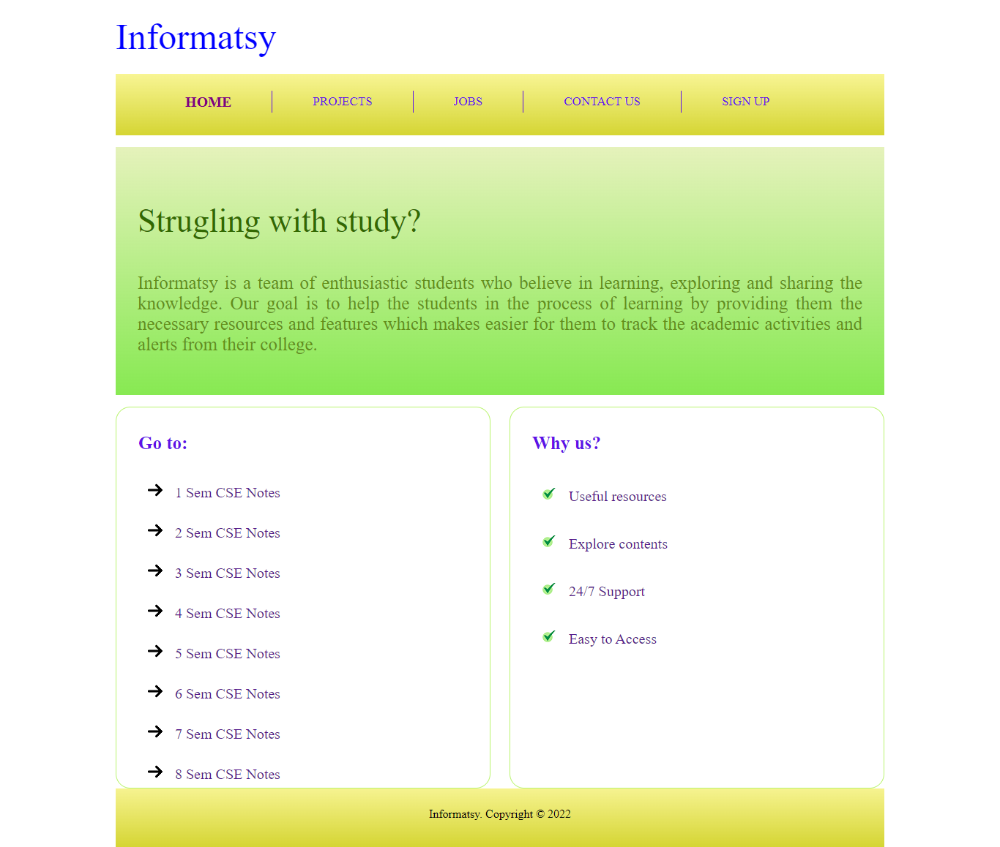 Informatsy
HOME PROJECTS JOBS CONTACT US SIGN UP
Strugling with study?
Informatsy is a team of enthusiastic students who believe in learning, exploring and sharing the
knowledge. Our goal is to help the students in the process of learning by providing them the
necessary resources and features which makes easier for them to track the academic activities and
alerts from their college.
Go to:
1 Sem CSE Notes
2 Sem CSE Notes
3 Sem CSE Notes
4 Sem CSE Notes
5 Sem CSE Notes
6 Sem CSE Notes
7 Sem CSE Notes
8 Sem CSE Notes
Why us?
Useful resources
Explore contents
24/7 Support
Easy to Access
Informatsy. Copyright © 2022